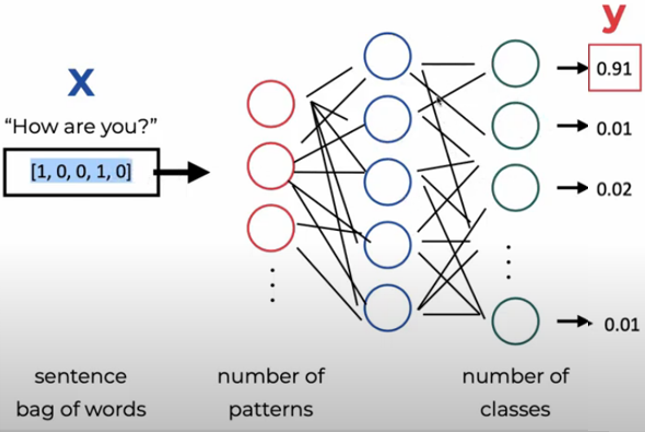 X
y
"How are you?"
[1, 0, 0, 1, 0]
0.91
0.01
0.02
0.01
sentence
bag of words
number of
patterns
number of
classes